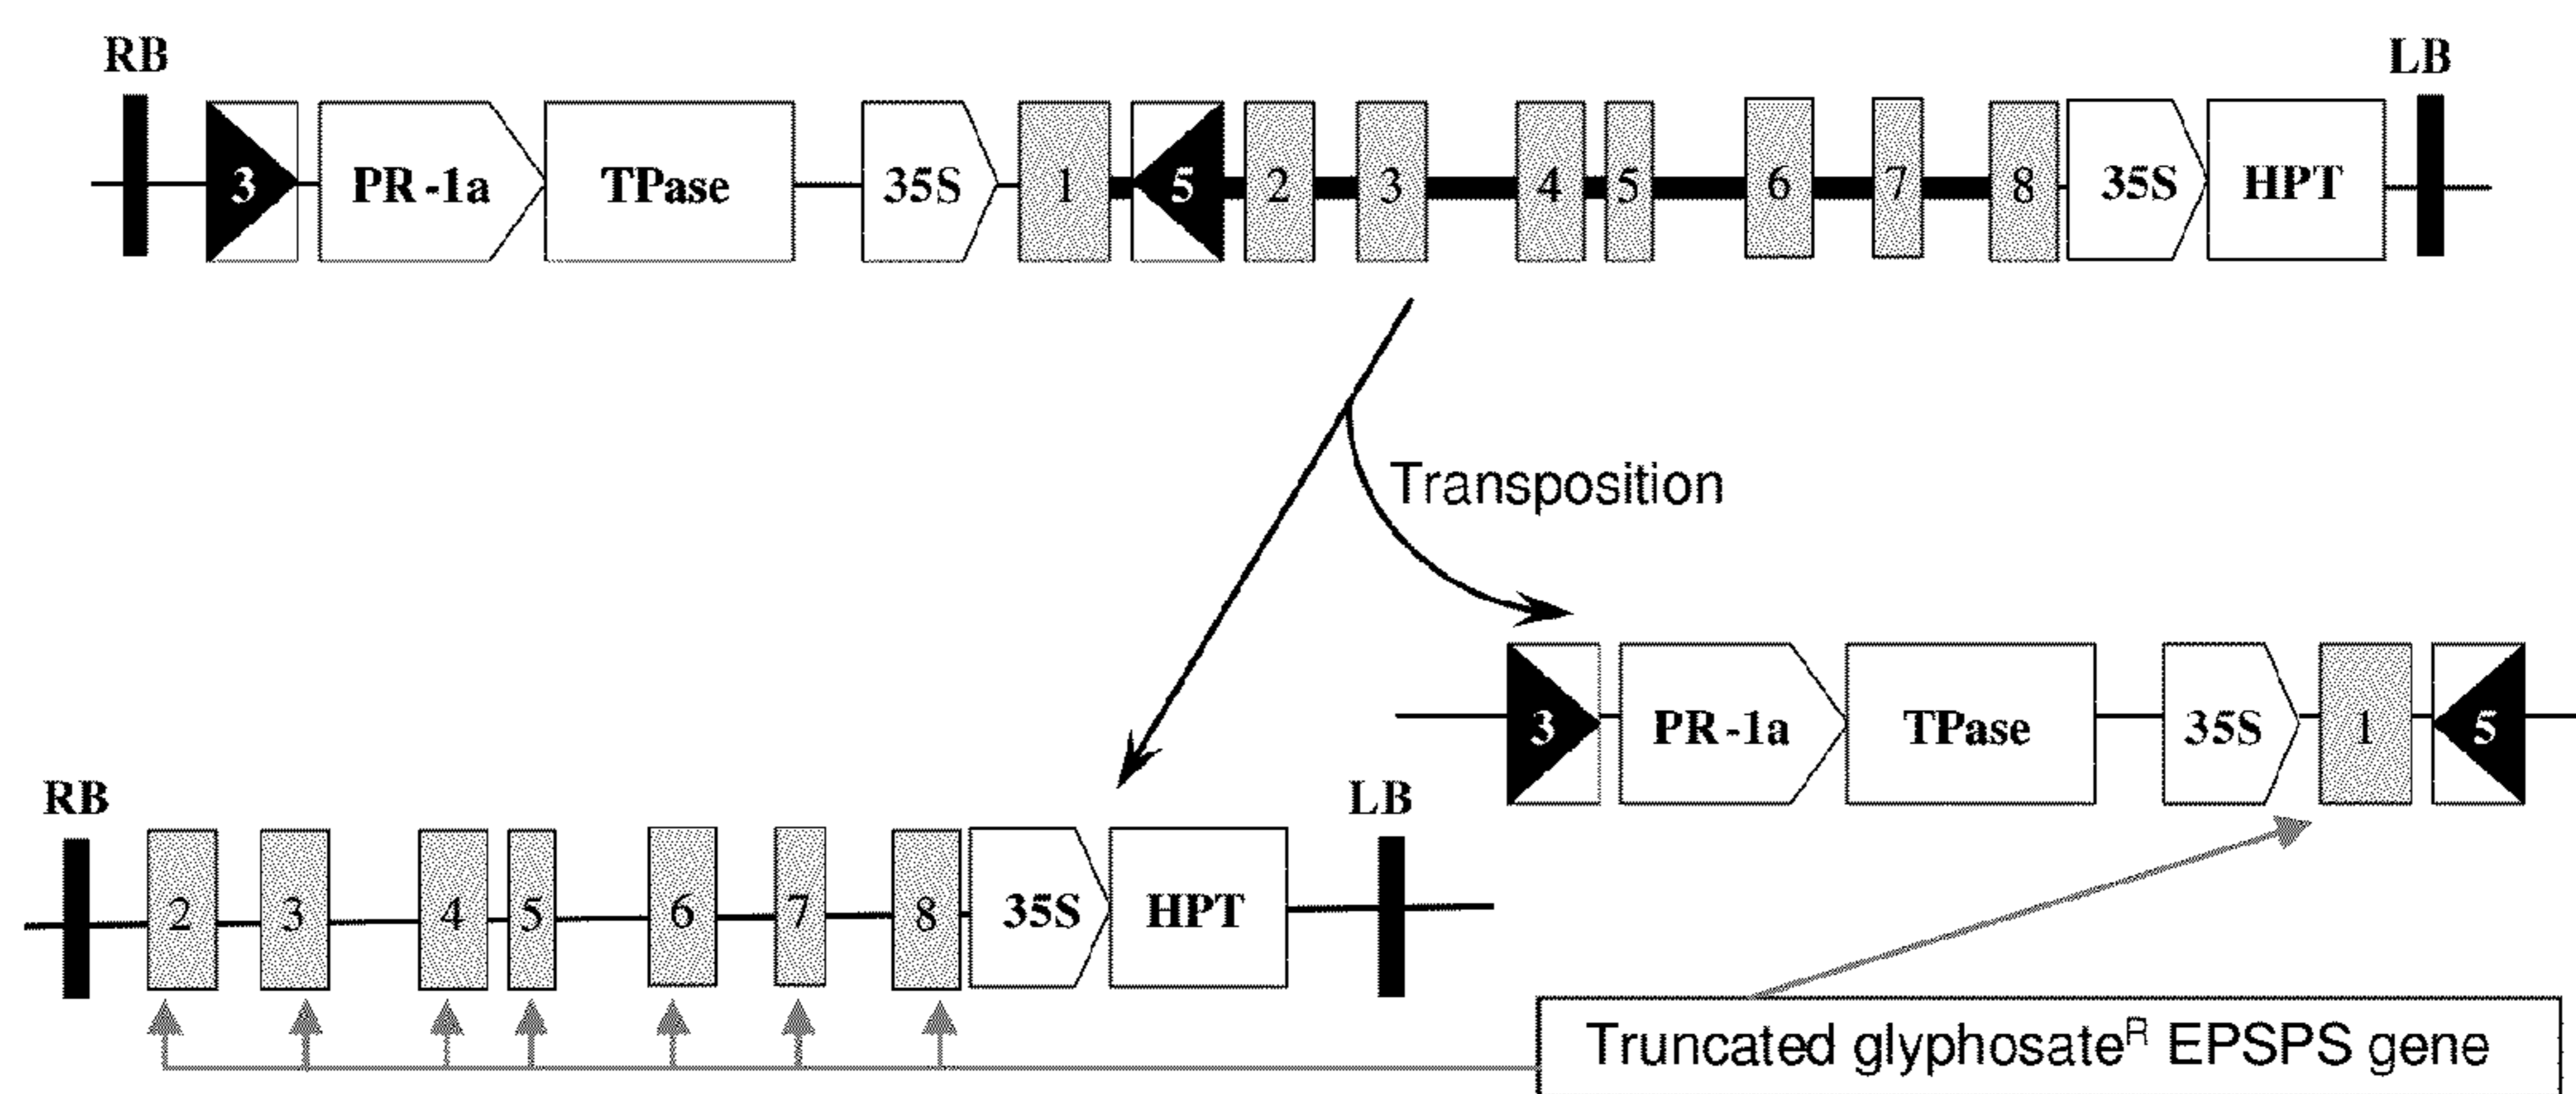 RB LB
3 PR-1a TPase 35S 1 5 2 3 4 5 6 7 8 35S HPT
Transposition
3 PR-1a TPase 35S 1 5
RB LB
2 3 4 5 6 7 8 35S HPT
Truncated glyphosateᴿ EPSPS gene